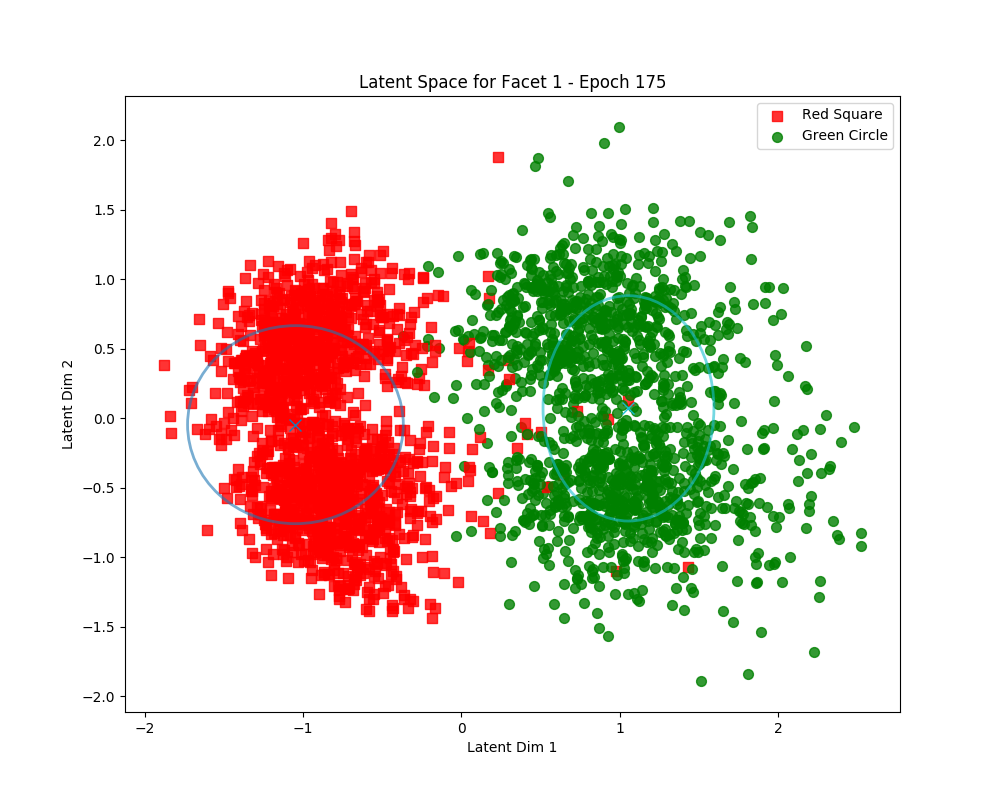 Latent Space for Facet 1 - Epoch 175
Red Square
Green Circle
2.0
1.5
1.0
0.5
0.0
−0.5
−1.0
−1.5
−2.0
Latent Dim 2
−2
−1
0
1
2
Latent Dim 1